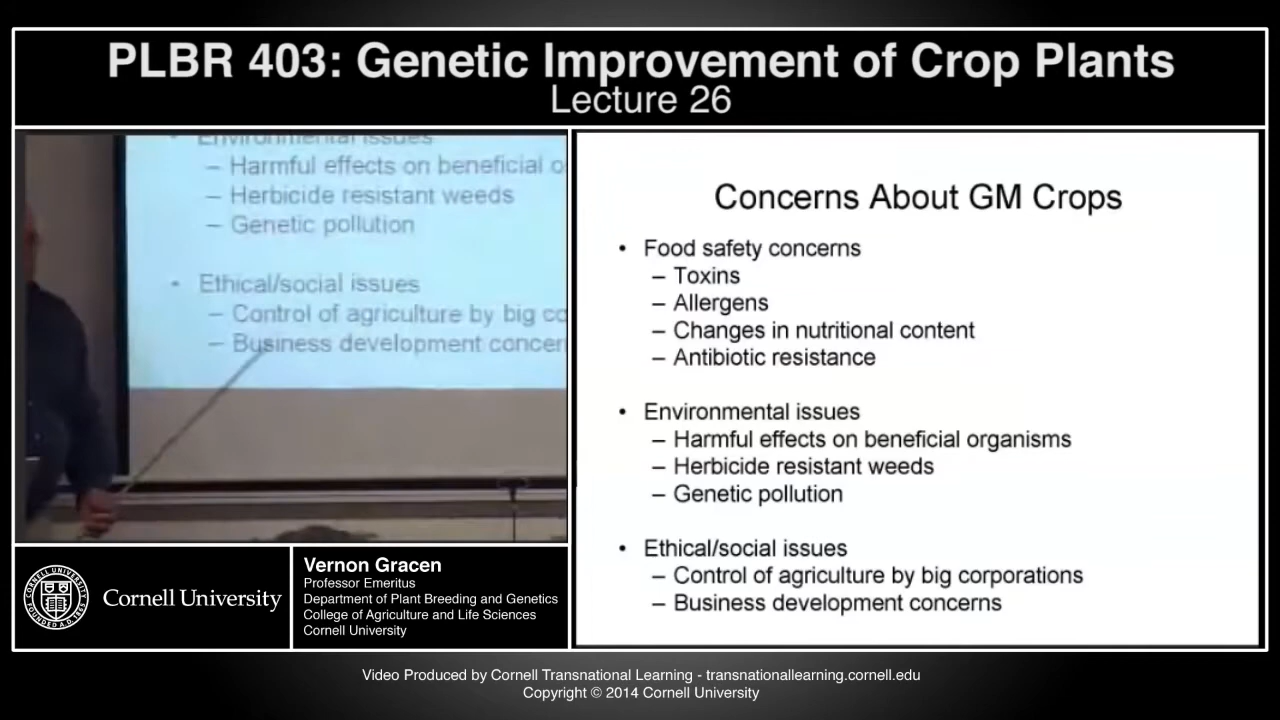 PLBR 403: Genetic Improvement of Crop Plants
Lecture 26
Environmental issues
– Harmful effects on beneficial o
– Herbicide resistant weeds
– Genetic pollution
• Ethical/social issues
– Control of agriculture by big co
– Business development concer
Concerns About GM Crops
• Food safety concerns
– Toxins
– Allergens
– Changes in nutritional content
– Antibiotic resistance
• Environmental issues
– Harmful effects on beneficial organisms
– Herbicide resistant weeds
– Genetic pollution
• Ethical/social issues
– Control of agriculture by big corporations
– Business development concerns
Cornell University
Vernon Gracen
Professor Emeritus
Department of Plant Breeding and Genetics
College of Agriculture and Life Sciences
Cornell University
Video Produced by Cornell Transnational Learning - transnationallearning.cornell.edu
Copyright © 2014 Cornell University